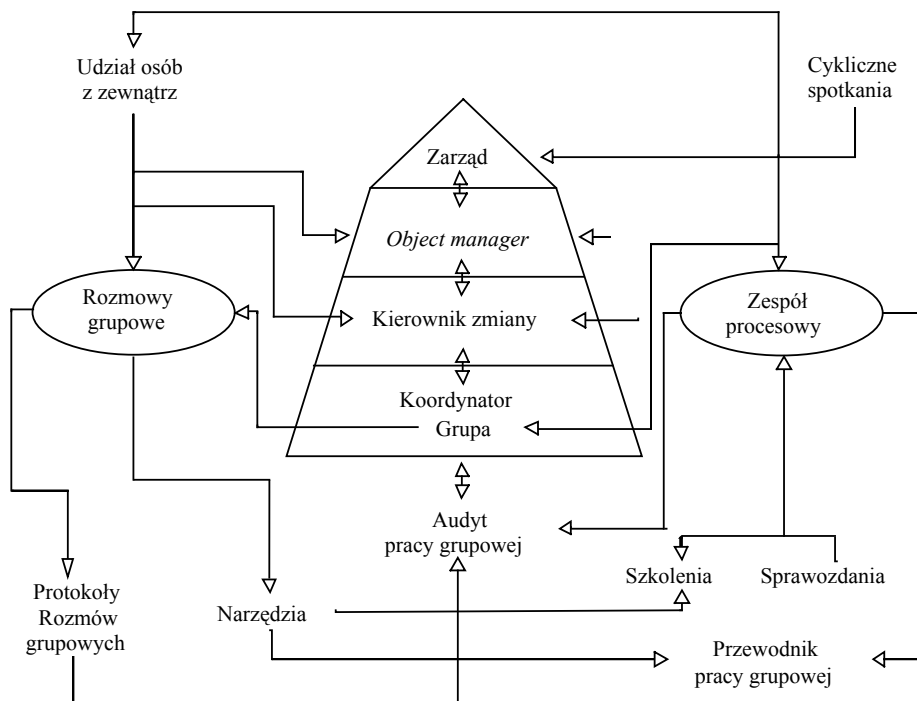 Udział osób
z zewnątrz
Cykliczne
spotkania
Zarząd
Object manager
Rozmowy
grupowe
Kierownik zmiany
Zespół
procesowy
Koordynator
Grupa
Audyt
pracy grupowej
Szkolenia
Sprawozdania
Protokoły
Rozmów
grupowych
Narzędzia
Przewodnik
pracy grupowej